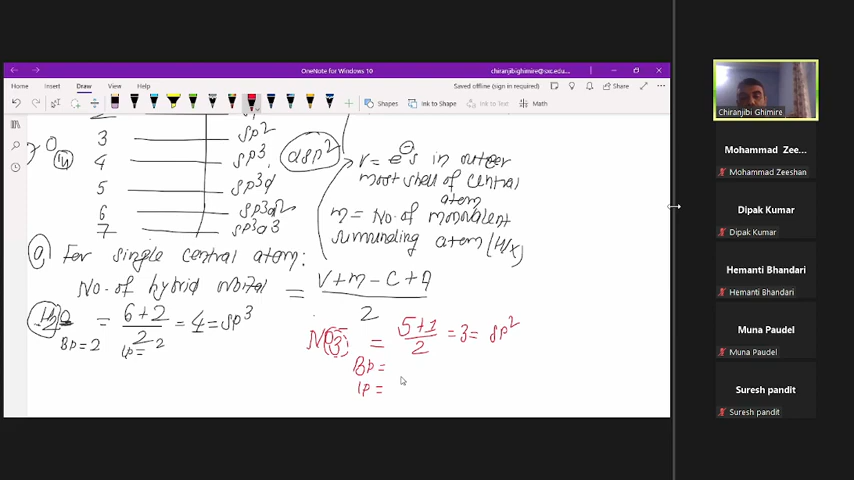 OneNote for Windows 10
chiranjibighimire@sxc.edu...
Home Insert Draw View Help
Saved offline (sign in required)
Shapes Ink to Shape Ink to Text Math
3 sp²
4 sp³
dsp²
5 sp³d
6 sp³d²
7 sp³d³
V = e⊖s in outer
most shell of central
atom
m = No. of monovalent
surrounding atom (H/X)
For single central atom:
No. of hybrid orbital = V+m-C+A
2
= 6+2
2
= 4 = sp³
Bp = 2 lp = 2
= 5+1
2
= 3 = sp²
Bp =
lp =
Chiranjibi Ghimire
Mohammad Zee...
Mohammad Zeeshan
Dipak Kumar
Dipak Kumar
Hemanti Bhandari
Hemanti Bhandari
Muna Paudel
Muna Paudel
Suresh pandit
Suresh pandit